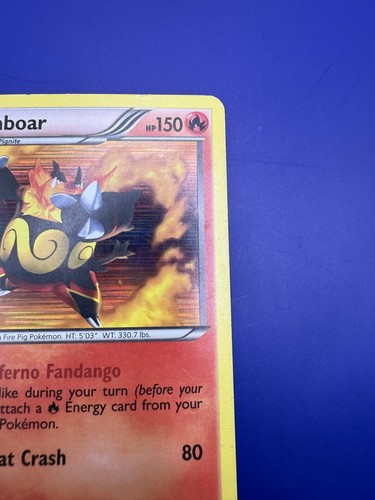 boar HP150
Pignite
Fire Pig Pokémon HT: 5'03" WT: 330.7 lbs.
ferno Fandango
like during your turn (before your
ttach a Energy card from your
Pokémon.
at Crash 80